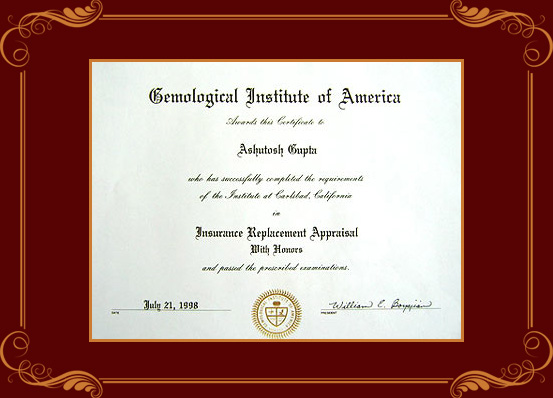 Gemological Institute of America
Awards this Certificate to
Ashutosh Gupta
who has successfully completed the requirements
of the Institute at Carlsbad, California
in
Insurance Replacement Appraisal
With Honors
and passed the prescribed examinations.
July 21, 1998
William E. Boyajian
DATE
PRESIDENT